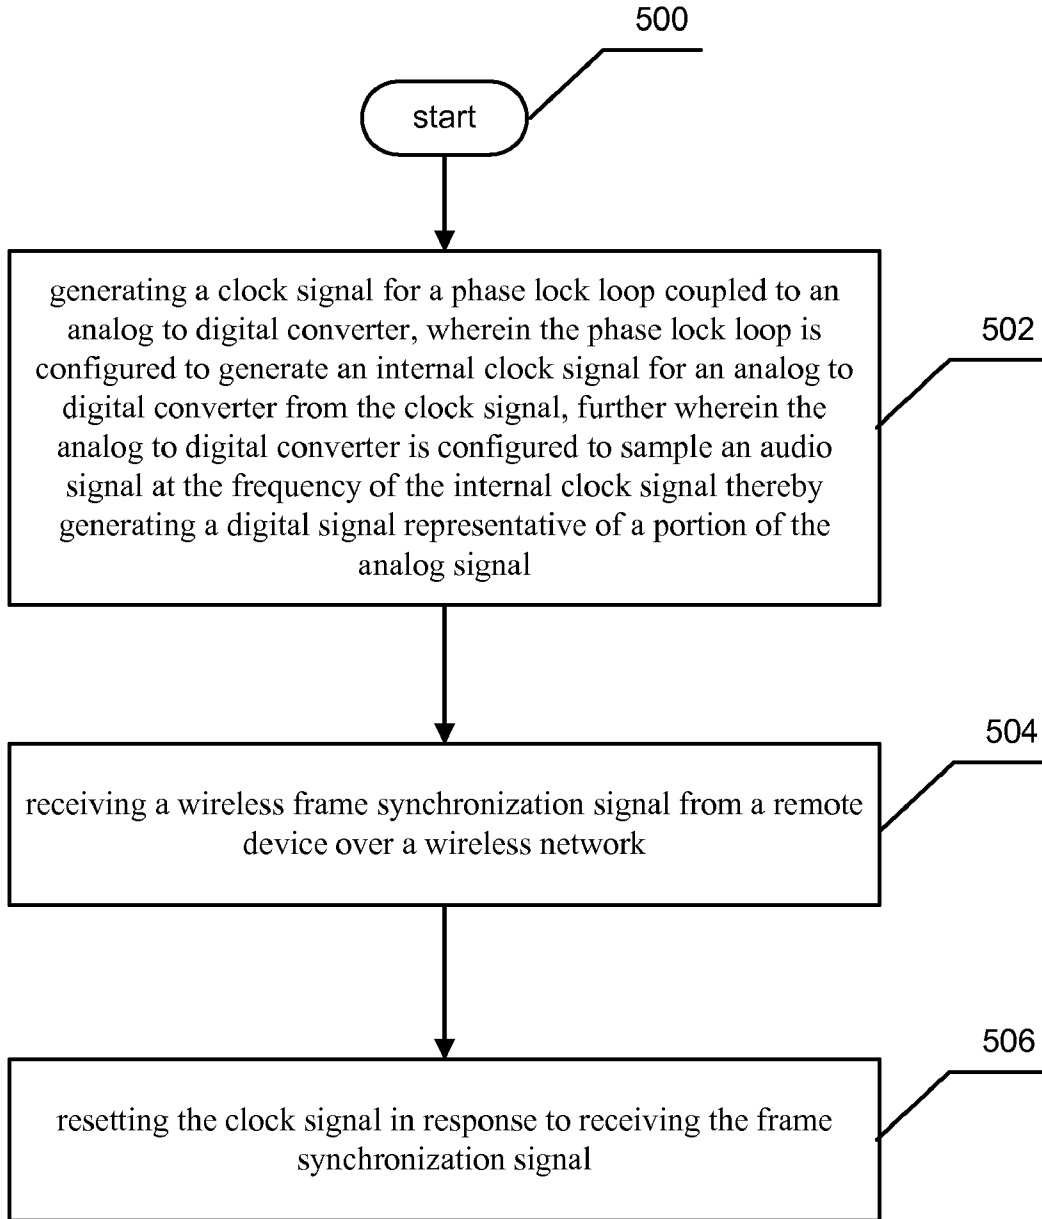 500
start
generating a clock signal for a phase lock loop coupled to an
analog to digital converter, wherein the phase lock loop is
502
configured to generate an internal clock signal for an analog to
digital converter from the clock signal, further wherein the
analog to digital converter is configured to sample an audio
signal at the frequency of the internal clock signal thereby
generating a digital signal representative of a portion of the
analog signal
504
receiving a wireless frame synchronization signal from a remote
device over a wireless network
506
resetting the clock signal in response to receiving the frame
synchronization signal